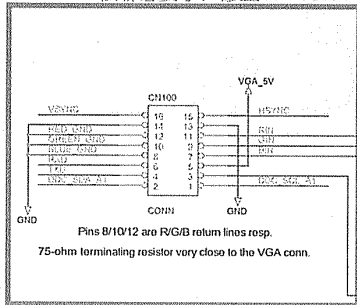 VGA_5V
CN100
VSYNC 16 15 HSYNC
14 13
RED_GND 12 11 RIN
GREEN_GND 10 9 GIN
BLUE_GND 8 7 BIN
RXD 6 5
TXD 4 3
DDC_SDA_A1 2 1 DDC_SCL_A1
GND CONN GND
Pins 8/10/12 are R/G/B return lines resp.
75-ohm terminating resistor very close to the VGA conn.